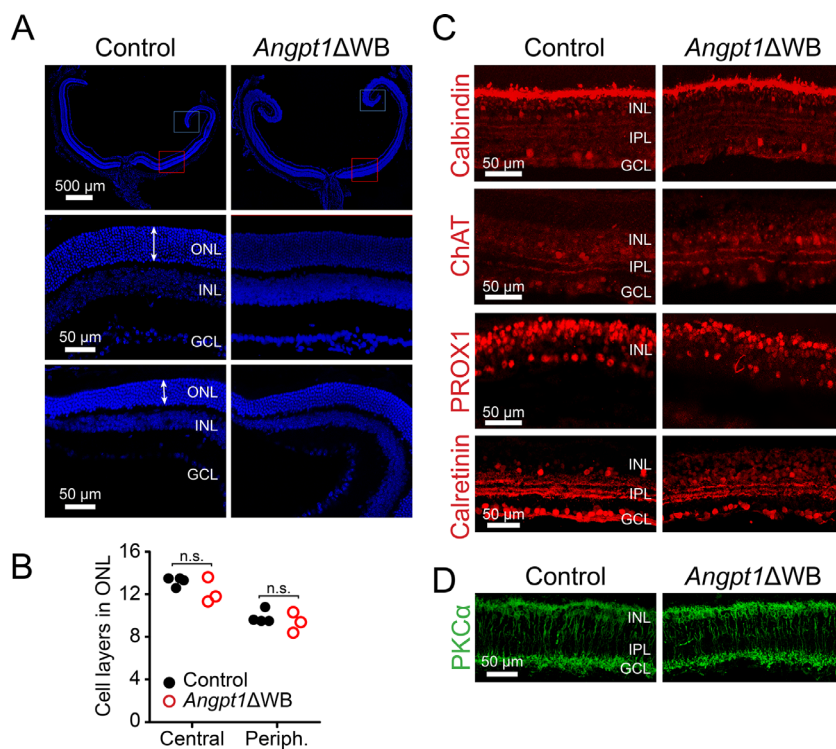 A
Control
Angpt1ΔWB
500 µm
ONL
INL
GCL
50 µm
ONL
INL
GCL
50 µm
B
Cell layers in ONL
16
12
8
4
0
n.s.
n.s.
Control
Angpt1ΔWB
Central
Periph.
C
Control
Angpt1ΔWB
Calbindin
INL
IPL
GCL
50 µm
ChAT
INL
IPL
GCL
50 µm
PROX1
INL
50 µm
Calretinin
INL
IPL
GCL
50 µm
D
Control
Angpt1ΔWB
PKCα
INL
IPL
GCL
50 µm